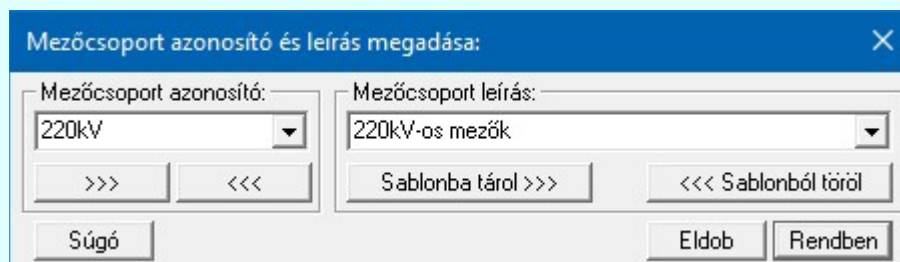 Mezőcsoport azonosító és leírás megadása:
Mezőcsoport azonosító:
Mezőcsoport leírás:
220kV
220kV-os mezők
>>>
<<<
Sablonba tárol >>>
<<< Sablonból töröl
Súgó
Eldob
Rendben